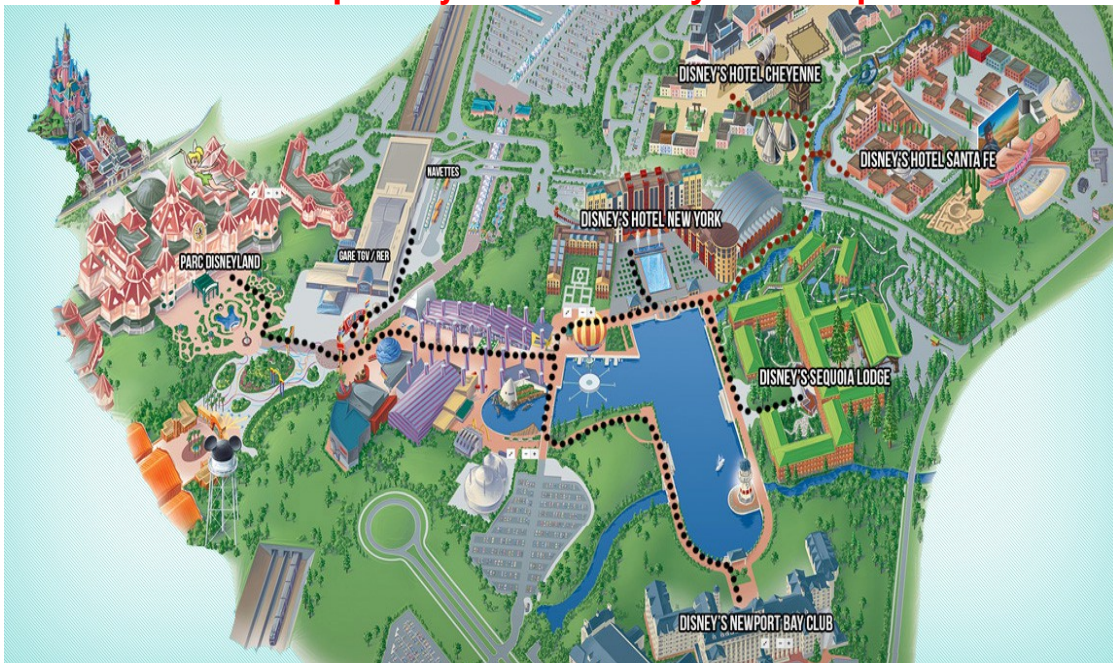 DISNEY'S HOTEL CHEYENNE
DISNEY'S HOTEL SANTA FE
NAVETTES
DISNEY'S HOTEL NEW YORK
GARE TGV / RER
PARC DISNEYLAND
DISNEY'S SEQUOIA LODGE
DISNEY'S NEWPORT BAY CLUB